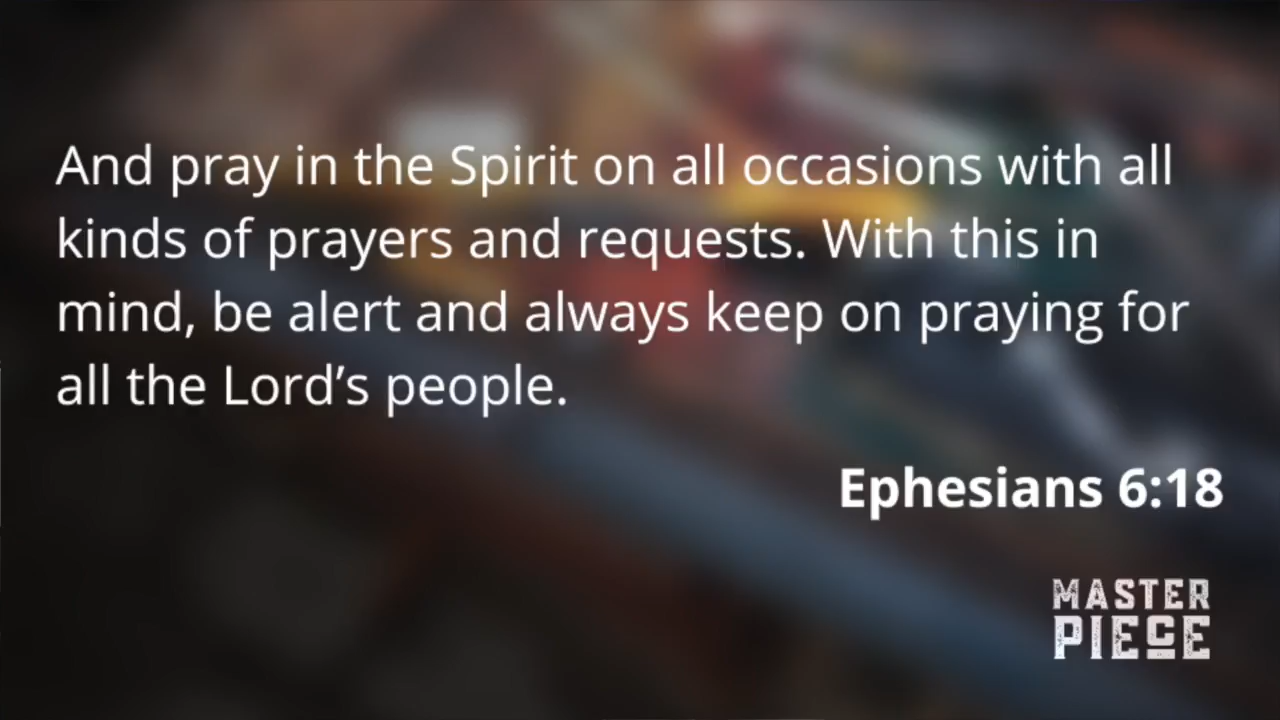 And pray in the Spirit on all occasions with all
kinds of prayers and requests. With this in
mind, be alert and always keep on praying for
all the Lord’s people.
Ephesians 6:18
MASTER
PIECE